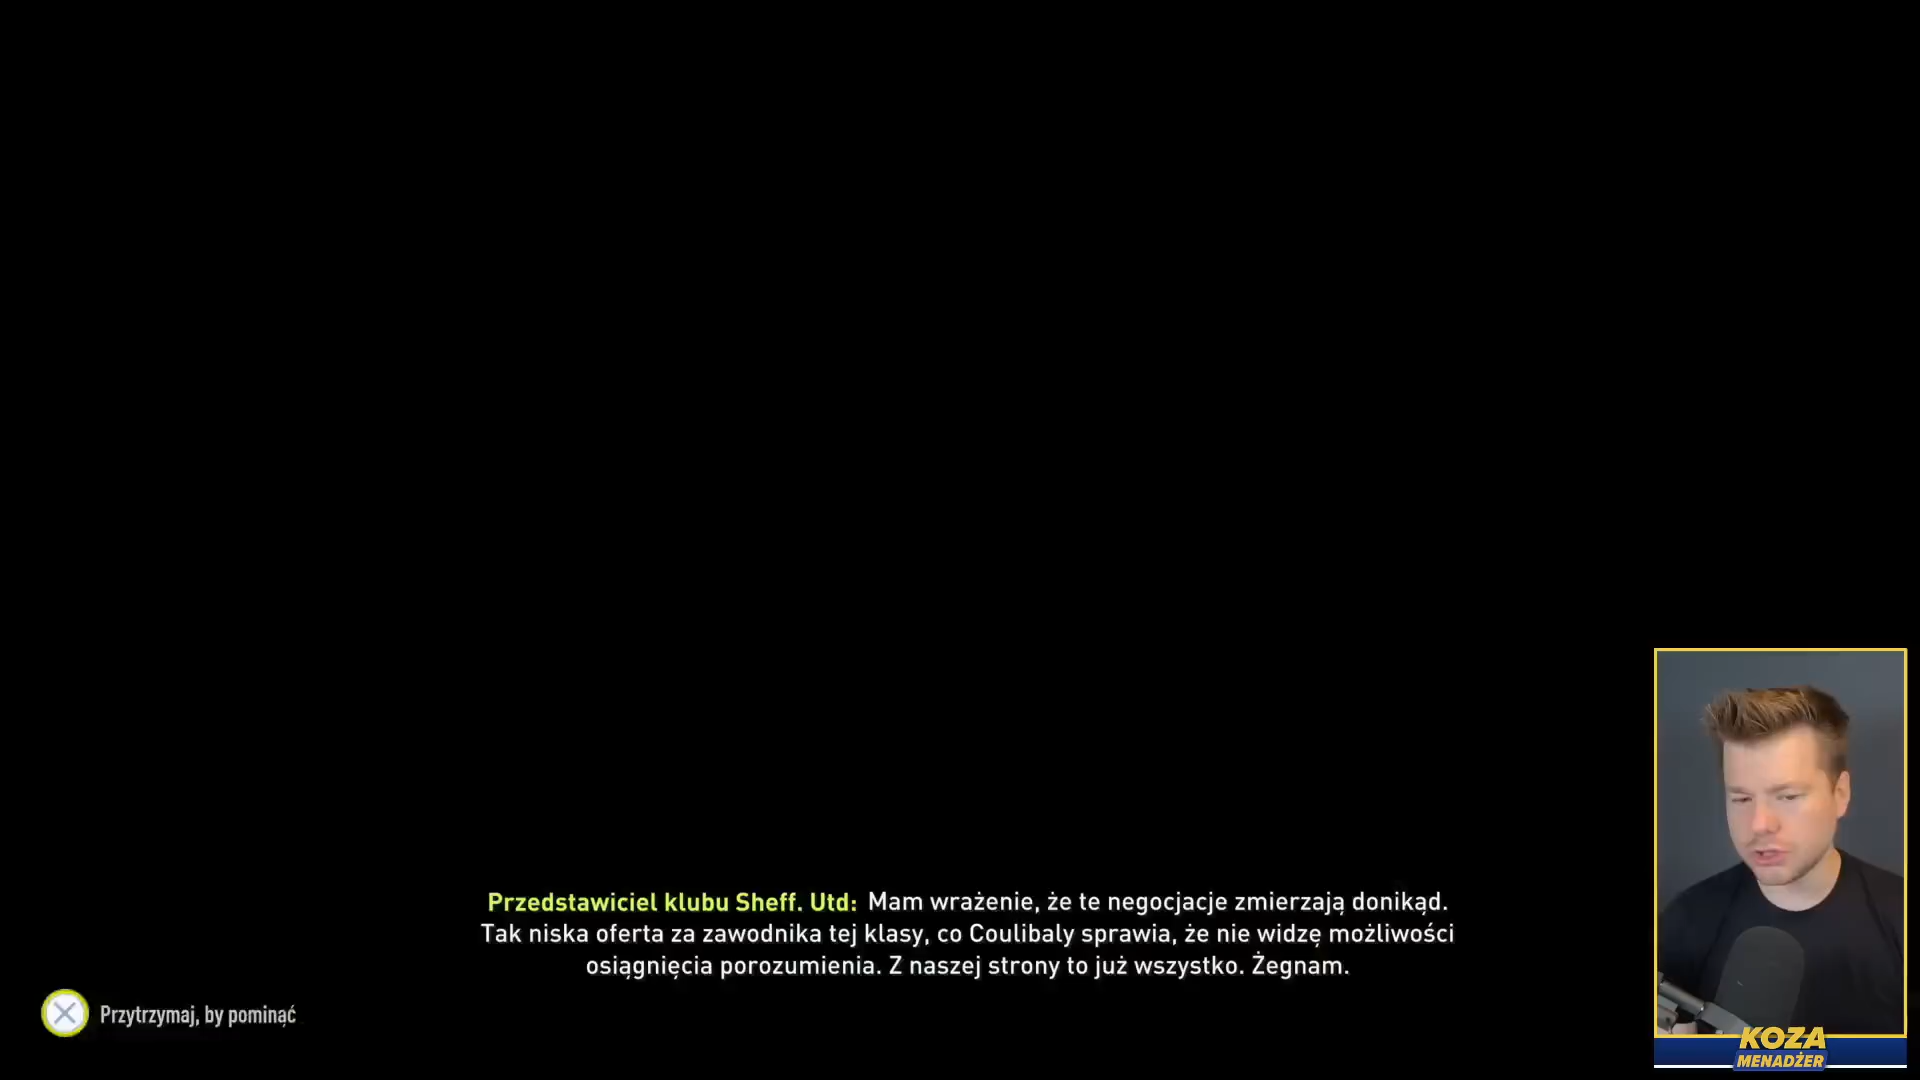 Przedstawiciel klubu Sheff. Utd: Mam wrażenie, że te negocjacje zmierzają donikąd.
Tak niska oferta za zawodnika tej klasy, co Coulibaly sprawia, że nie widzę możliwości
osiągnięcia porozumienia. Z naszej strony to już wszystko. Żegnam.
Przytrzymaj, by pominąć
KOZA
MENADŻER